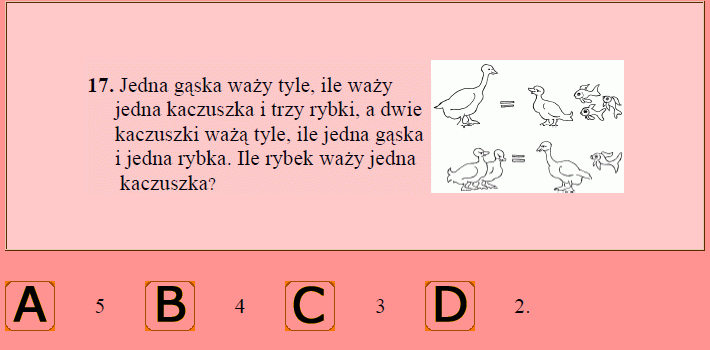 17. Jedna gąska waży tyle, ile waży
jedna kaczuszka i trzy rybki, a dwie
kaczuszki ważą tyle, ile jedna gąska
i jedna rybka. Ile rybek waży jedna
kaczuszka?
A 5 B 4 C 3 D 2.